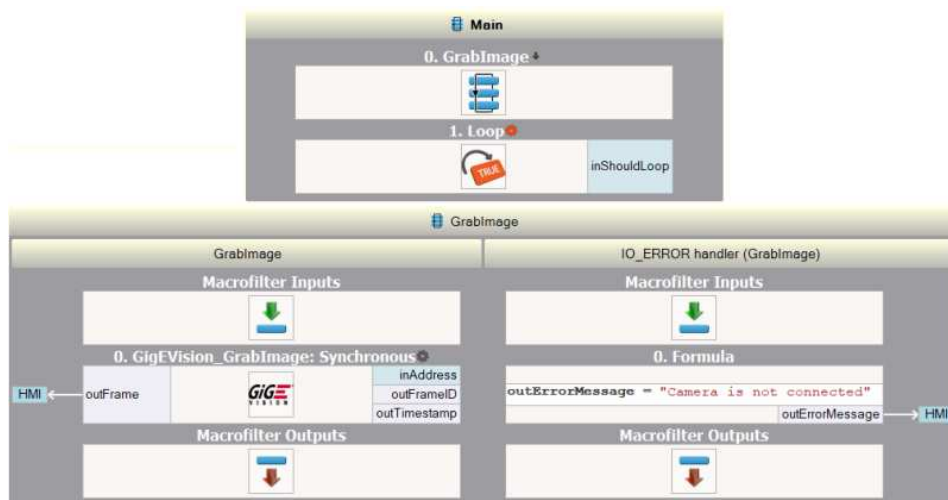 Main
0. GrabImage
1. Loop
TRUE
inShouldLoop
GrabImage
GrabImage
IO_ERROR handler (GrabImage)
Macrofilter Inputs
Macrofilter Inputs
0. GigEVision_GrabImage: Synchronous
0. Formula
HMI
outFrame
GiGE
VISION
inAddress
outFrameID
outTimestamp
outErrorMessage = "Camera is not connected"
outErrorMessage
HMI
Macrofilter Outputs
Macrofilter Outputs